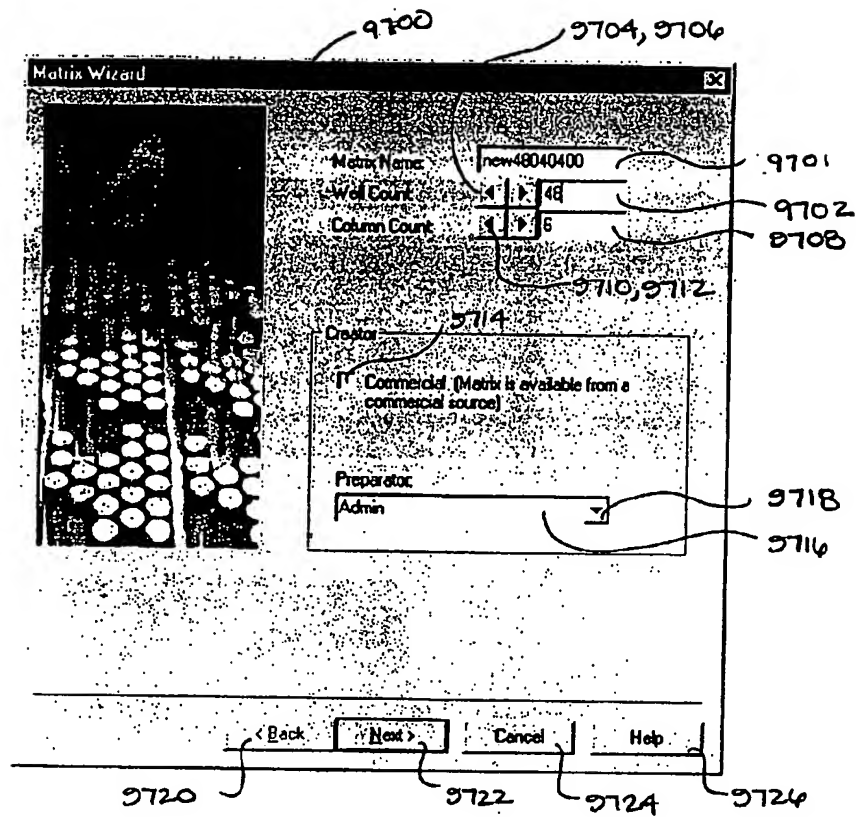 9700
9704, 9706
Matrix Wizard
Matrix Name: new48040400 9701
Well Count: 48 9702
Column Count: 6 9708
9710, 9712
9714
Creator
Commercial (Matrix is available from a
commercial source)
Preparator:
Admin
9718
9716
< Back Next > Cancel Help
9720 9722 9724 9726